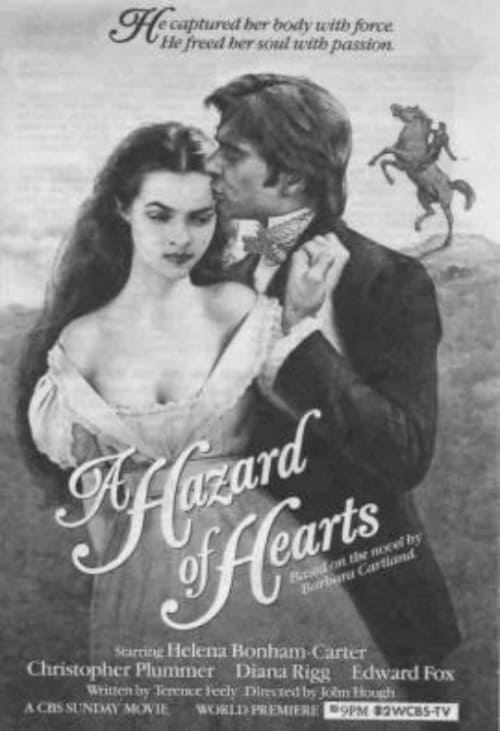 He captured her body with force.
He freed her soul with passion.
A Hazard
of Hearts
Based on the novel by
Barbara Cartland.
Starring Helena Bonham-Carter
Christopher Plummer Diana Rigg Edward Fox
Written by Terence Feely Directed by John Hough
A CBS SUNDAY MOVIE WORLD PREMIERE 9PM 2WCBS-TV